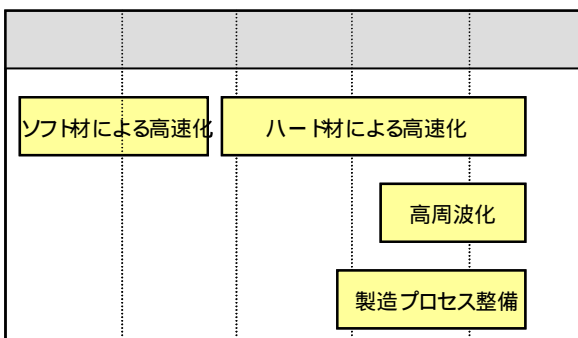 ソフト材による高速化
ハード材による高速化
高周波化
製造プロセス整備